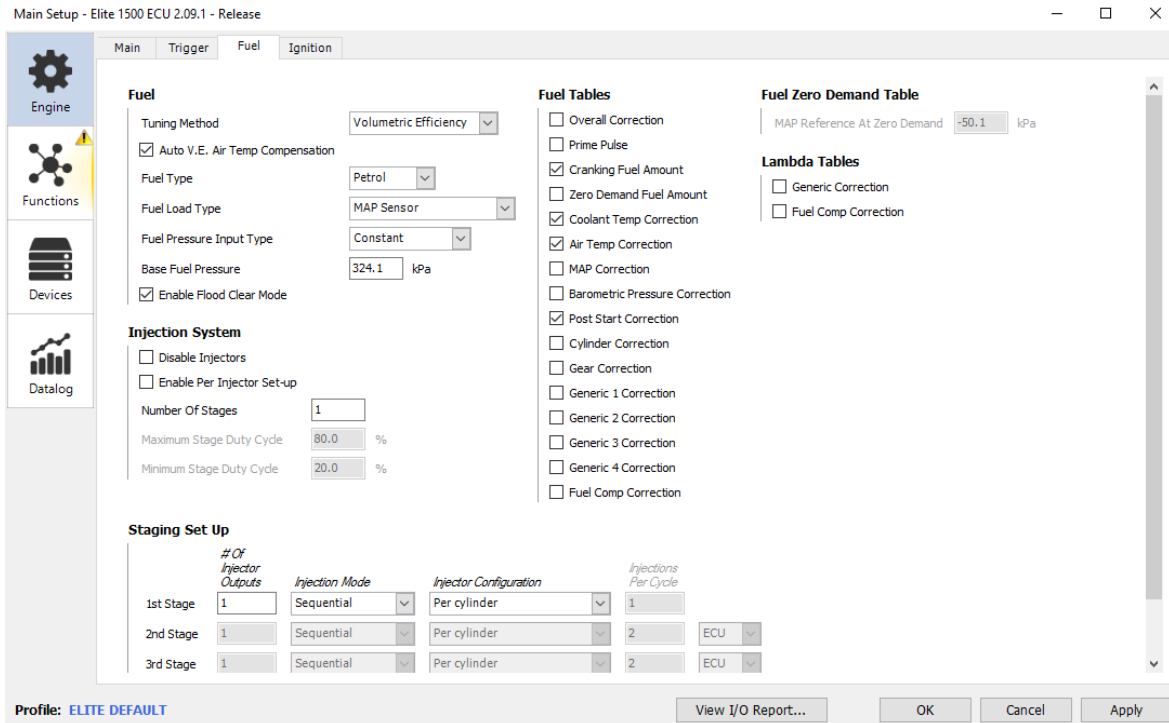 Main Setup - Elite 1500 ECU 2.09.1 - Release
Engine
Functions
Devices
Datalog
Main Trigger Fuel Ignition
Fuel
Tuning Method Volumetric Efficiency
Auto V.E. Air Temp Compensation
Fuel Type Petrol
Fuel Load Type MAP Sensor
Fuel Pressure Input Type Constant
Base Fuel Pressure 324.1 kPa
Enable Flood Clear Mode
Injection System
Disable Injectors
Enable Per Injector Set-up
Number Of Stages 1
Maximum Stage Duty Cycle 80.0 %
Minimum Stage Duty Cycle 20.0 %
Fuel Tables
Overall Correction
Prime Pulse
Cranking Fuel Amount
Zero Demand Fuel Amount
Coolant Temp Correction
Air Temp Correction
MAP Correction
Barometric Pressure Correction
Post Start Correction
Cylinder Correction
Gear Correction
Generic 1 Correction
Generic 2 Correction
Generic 3 Correction
Generic 4 Correction
Fuel Comp Correction
Fuel Zero Demand Table
MAP Reference At Zero Demand -50.1 kPa
Lambda Tables
Generic Correction
Fuel Comp Correction
Staging Set Up
# Of
Injector
Outputs Injection Mode Injector Configuration Injections
Per Cycle
1st Stage 1 Sequential Per cylinder 1
2nd Stage 1 Sequential Per cylinder 2 ECU
3rd Stage 1 Sequential Per cylinder 2 ECU
Profile: ELITE DEFAULT View I/O Report... OK Cancel Apply